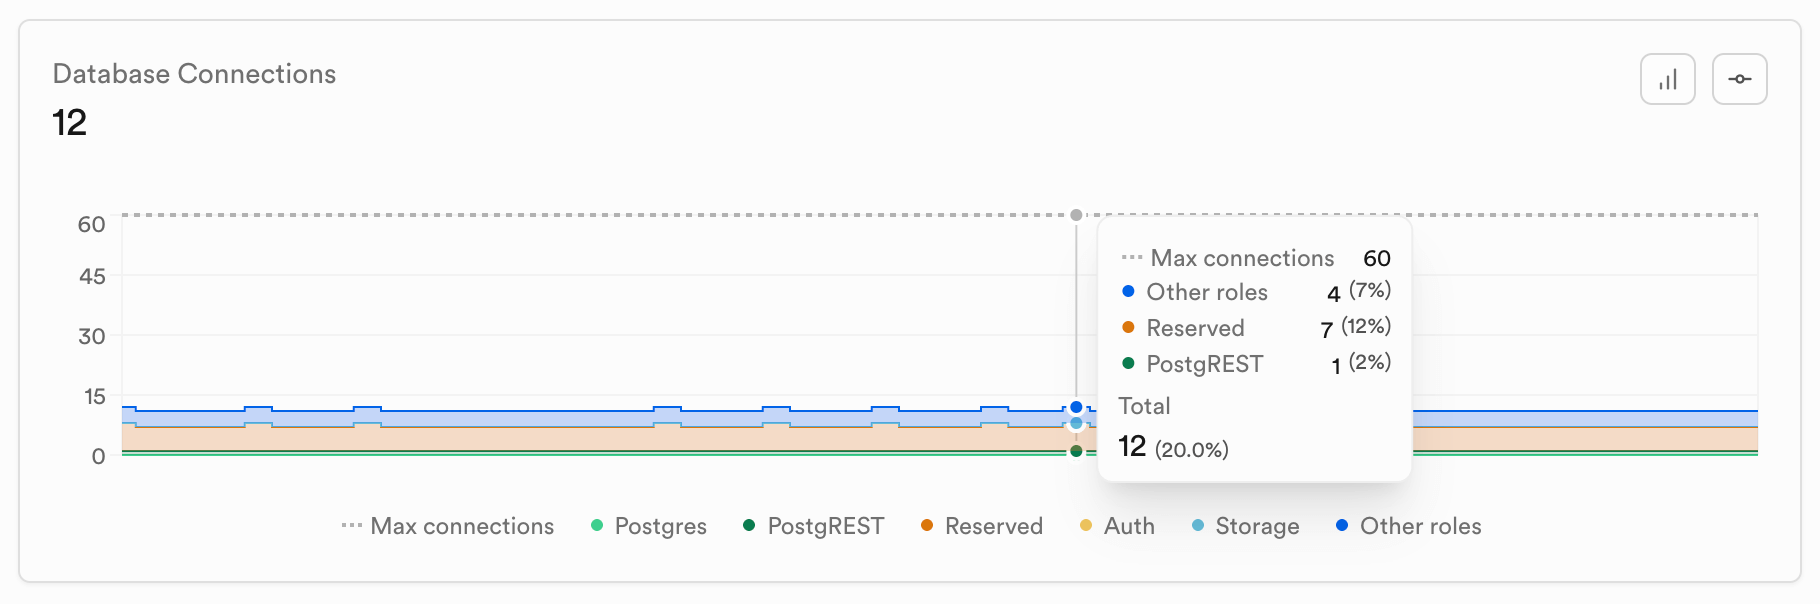 Database Connections
12
60
45
30
15
0
Max connections 60
Other roles 4 (7%)
Reserved 7 (12%)
PostgREST 1 (2%)
Total
12 (20.0%)
Max connections Postgres PostgREST Reserved Auth Storage Other roles